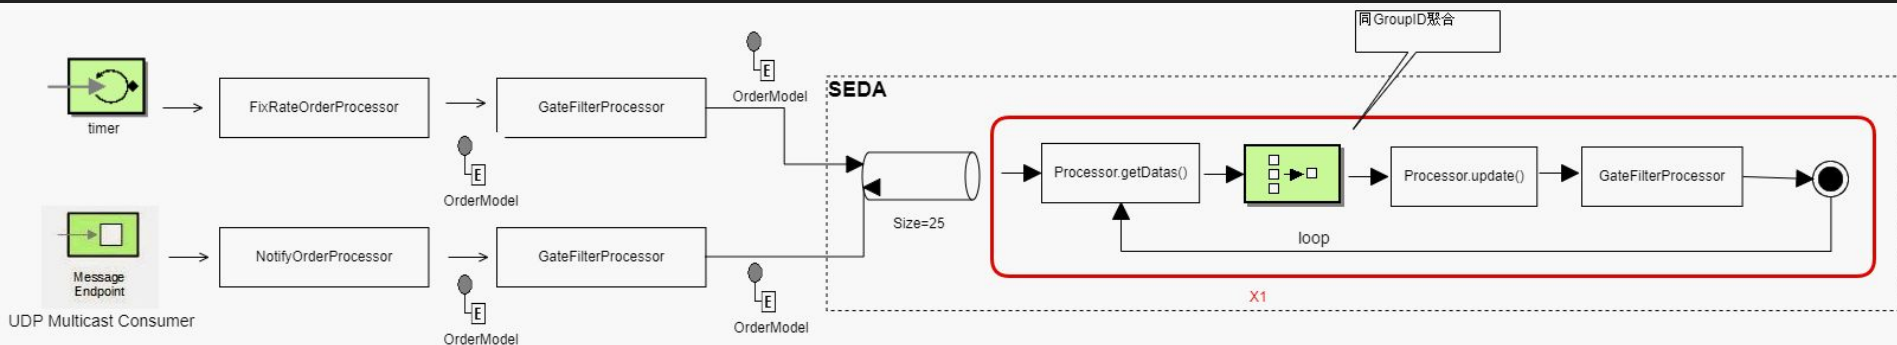 同GroupID聚合
E
OrderModel
SEDA
timer
FixRateOrderProcessor
GateFilterProcessor
E
OrderModel
Processor.getDatas()
Processor.update()
GateFilterProcessor
Size=25
loop
X1
Message
Endpoint
UDP Multicast Consumer
NotifyOrderProcessor
GateFilterProcessor
E
OrderModel
E
OrderModel